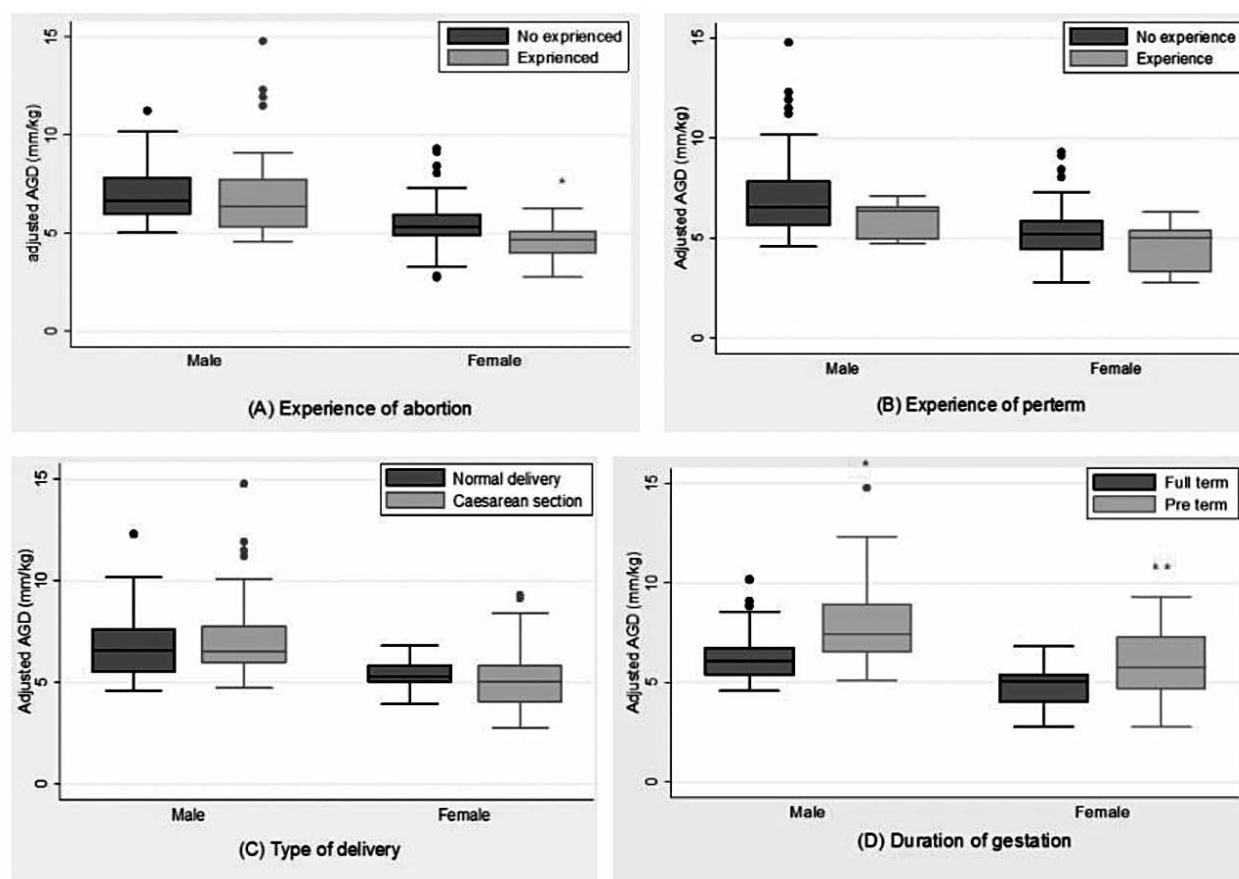 No exprienced
Exprienced
adjusted AGD (mm/kg)
15
10
5
0
Male Female
(A) Experience of abortion
No experience
Experience
Adjusted AGD (mm/kg)
15
10
5
0
Male Female
(B) Experience of perterm
Normal delivery
Caesarean section
Adjusted AGD (mm/kg)
15
10
5
0
Male Female
(C) Type of delivery
Full term
Pre term
Adjusted AGD (mm/kg)
15
10
5
0
*
* *
Male Female
(D) Duration of gestation